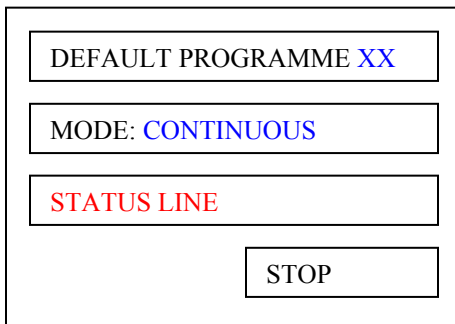 DEFAULT PROGRAMME XX
MODE: CONTINUOUS
STATUS LINE
STOP